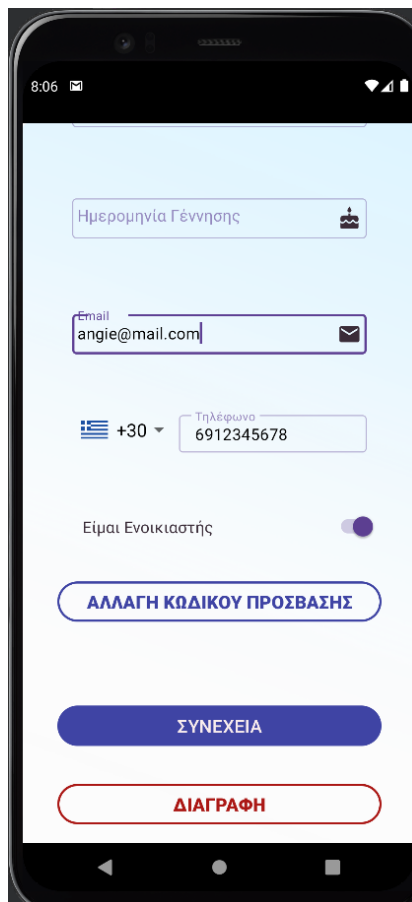 8:06
Ημερομηνία Γέννησης
Email
angie@mail.com
Τηλέφωνο
+30 6912345678
Είμαι Ενοικιαστής
ΑΛΛΑΓΗ ΚΩΔΙΚΟΥ ΠΡΟΣΒΑΣΗΣ
ΣΥΝΕΧΕΙΑ
ΔΙΑΓΡΑΦΗ